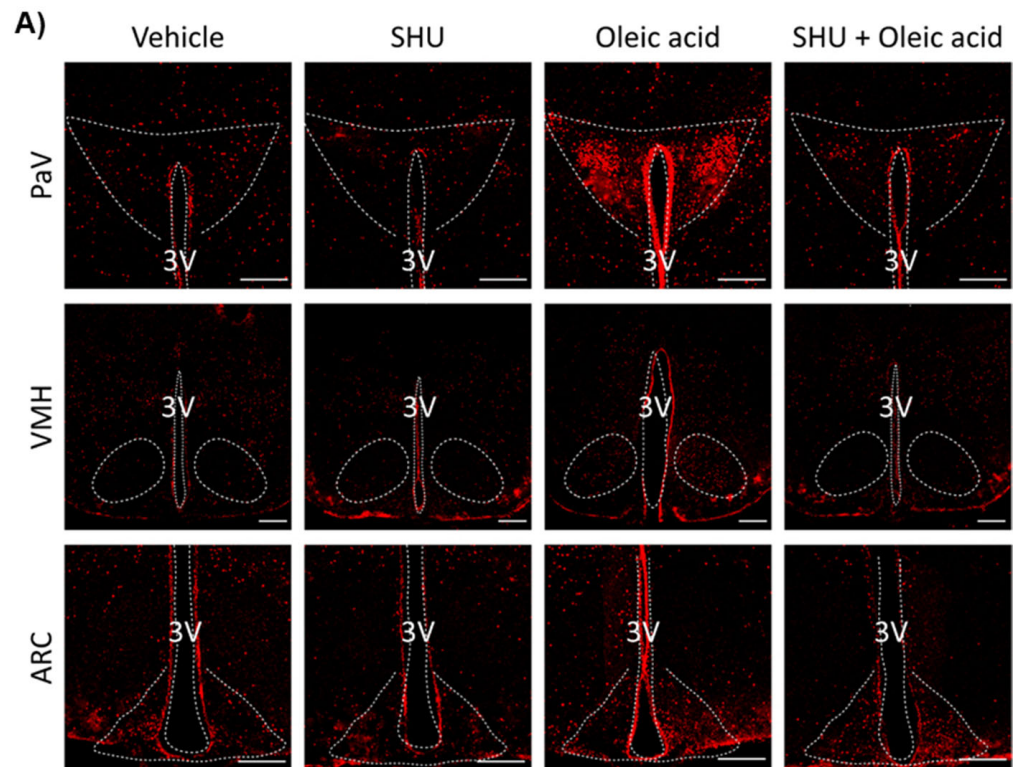 A)
Vehicle SHU Oleic acid SHU + Oleic acid
PaV
3V 3V 3V 3V
VMH
3V 3V 3V 3V
ARC
3V 3V 3V 3V